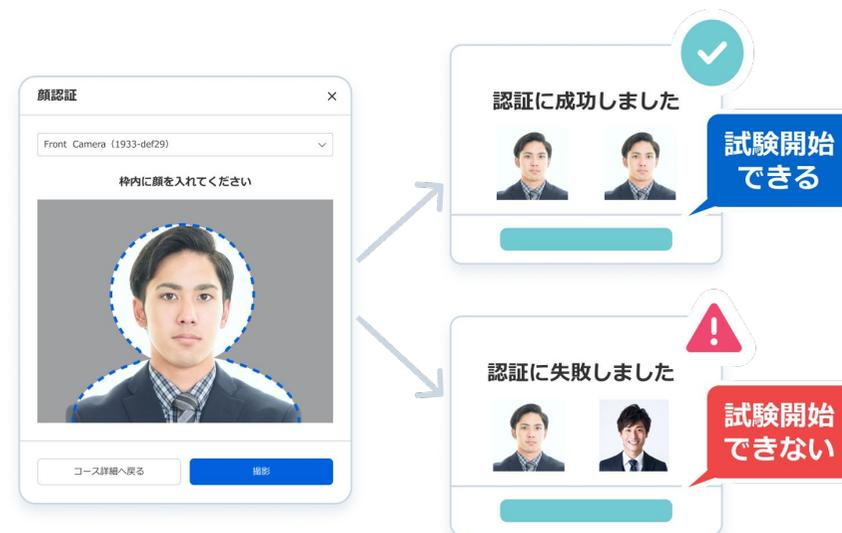 顔認証
Front Camera（1933-def29）
枠内に顔を入れてください
コース詳細へ戻る
撮影
認証に成功しました
試験開始
できる
認証に失敗しました
試験開始
できない